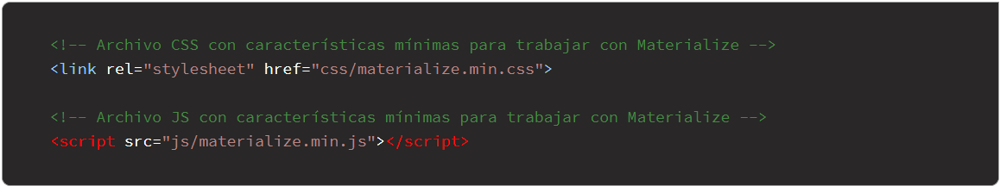 <!-- Archivo CSS con características mínimas para trabajar con Materialize -->
<link rel="stylesheet" href="css/materialize.min.css">
<!-- Archivo JS con características mínimas para trabajar con Materialize -->
<script src="js/materialize.min.js"></script>